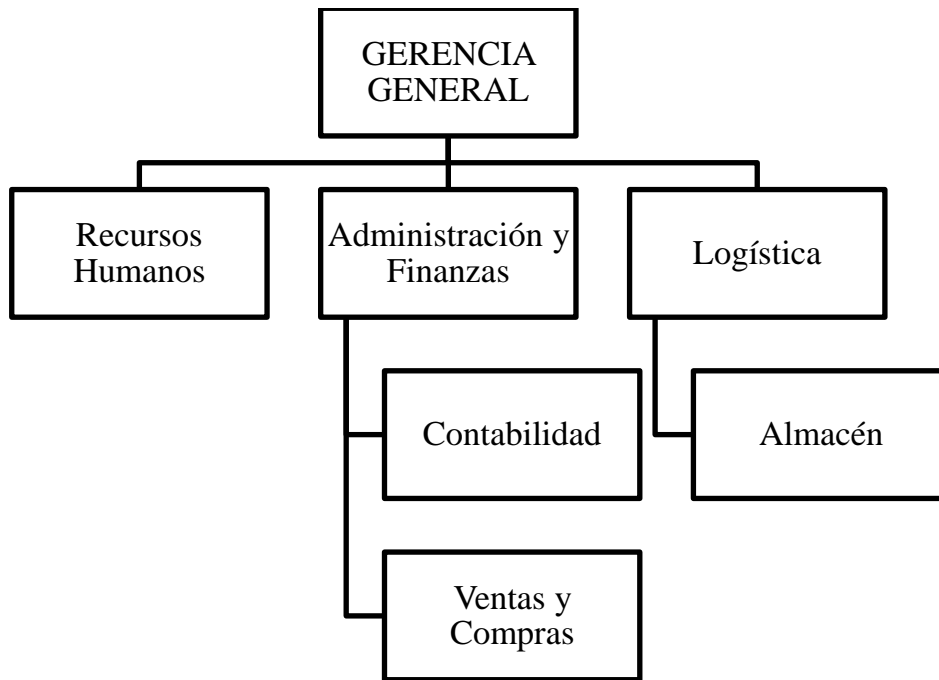 GERENCIA
GENERAL
Recursos
Humanos
Administración y
Finanzas
Logística
Contabilidad
Almacén
Ventas y
Compras